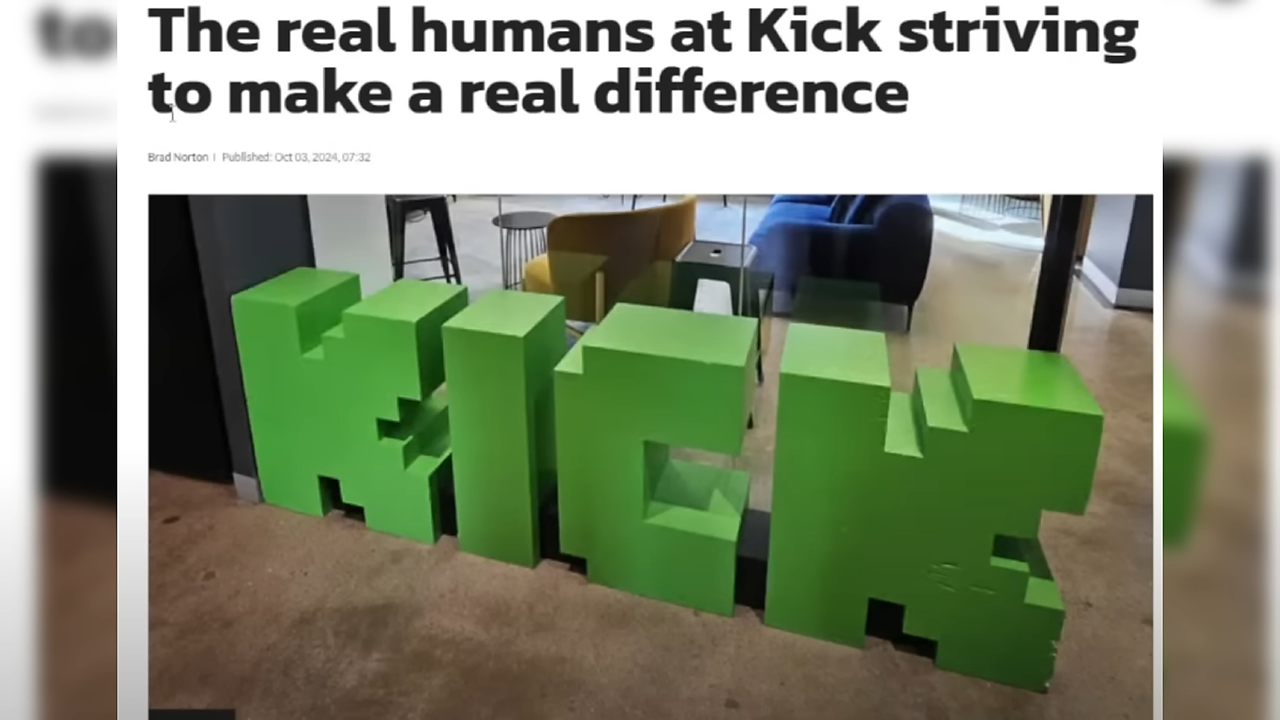 The real humans at Kick striving
to make a real difference
Brad Norton | Published: Oct 03, 2024, 07:32
KICK